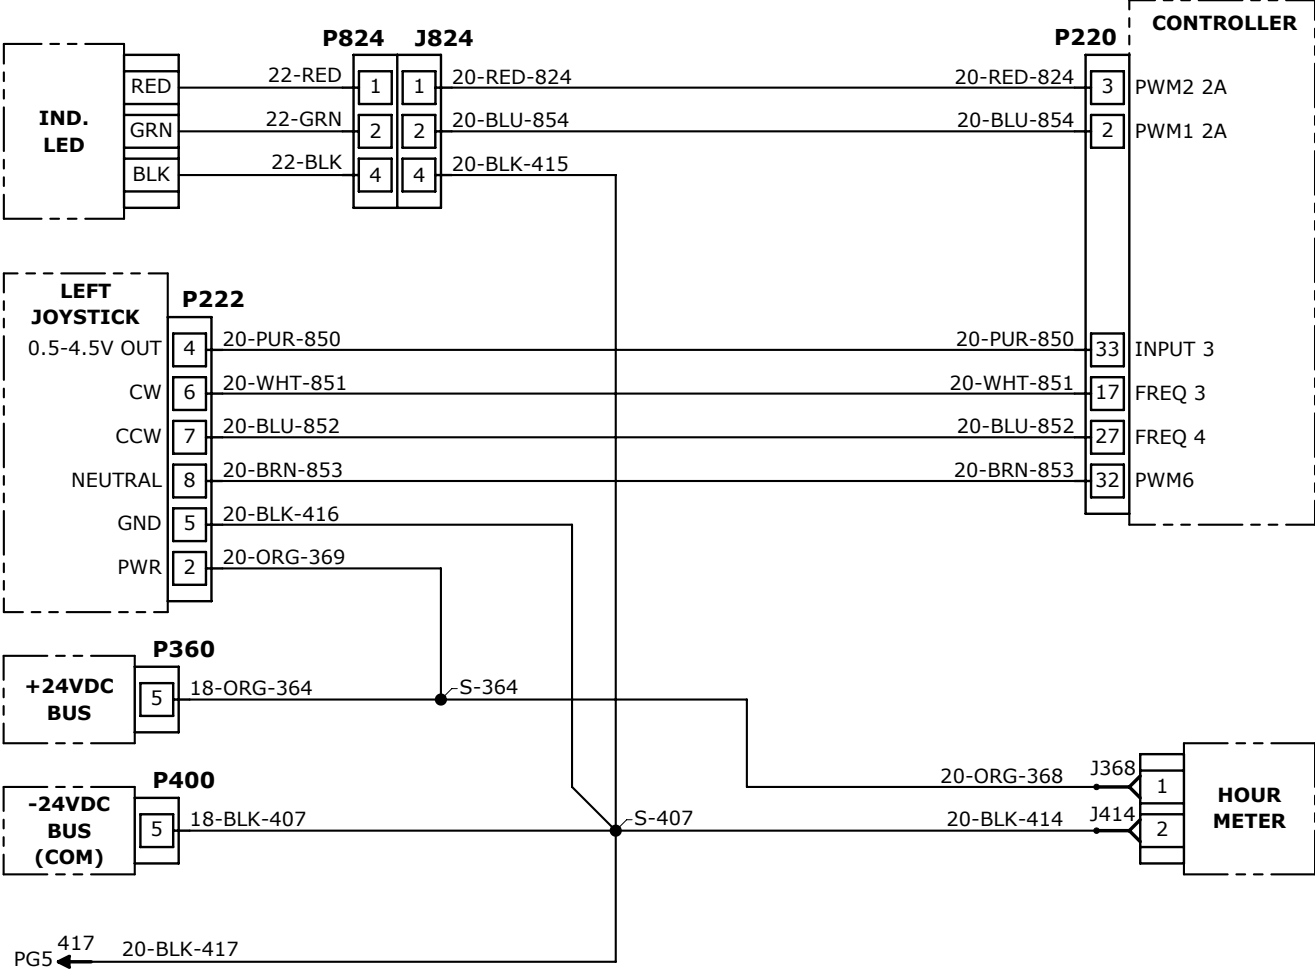 CONTROLLER
P824 J824 P220
IND.
LED
RED 22-RED 1 1 20-RED-824 20-RED-824 3 PWM2 2A
GRN 22-GRN 2 2 20-BLU-854 20-BLU-854 2 PWM1 2A
BLK 22-BLK 4 4 20-BLK-415
LEFT
JOYSTICK
P222
0.5-4.5V OUT 4 20-PUR-850 20-PUR-850 33 INPUT 3
CW 6 20-WHT-851 20-WHT-851 17 FREQ 3
CCW 7 20-BLU-852 20-BLU-852 27 FREQ 4
NEUTRAL 8 20-BRN-853 20-BRN-853 32 PWM6
GND 5 20-BLK-416
PWR 2 20-ORG-369
P360
+24VDC
BUS
5 18-ORG-364 S-364
20-ORG-368 J368 1
P400
-24VDC
BUS
(COM)
5 18-BLK-407 S-407 20-BLK-414 J414 2
HOUR
METER
PG5 417 20-BLK-417